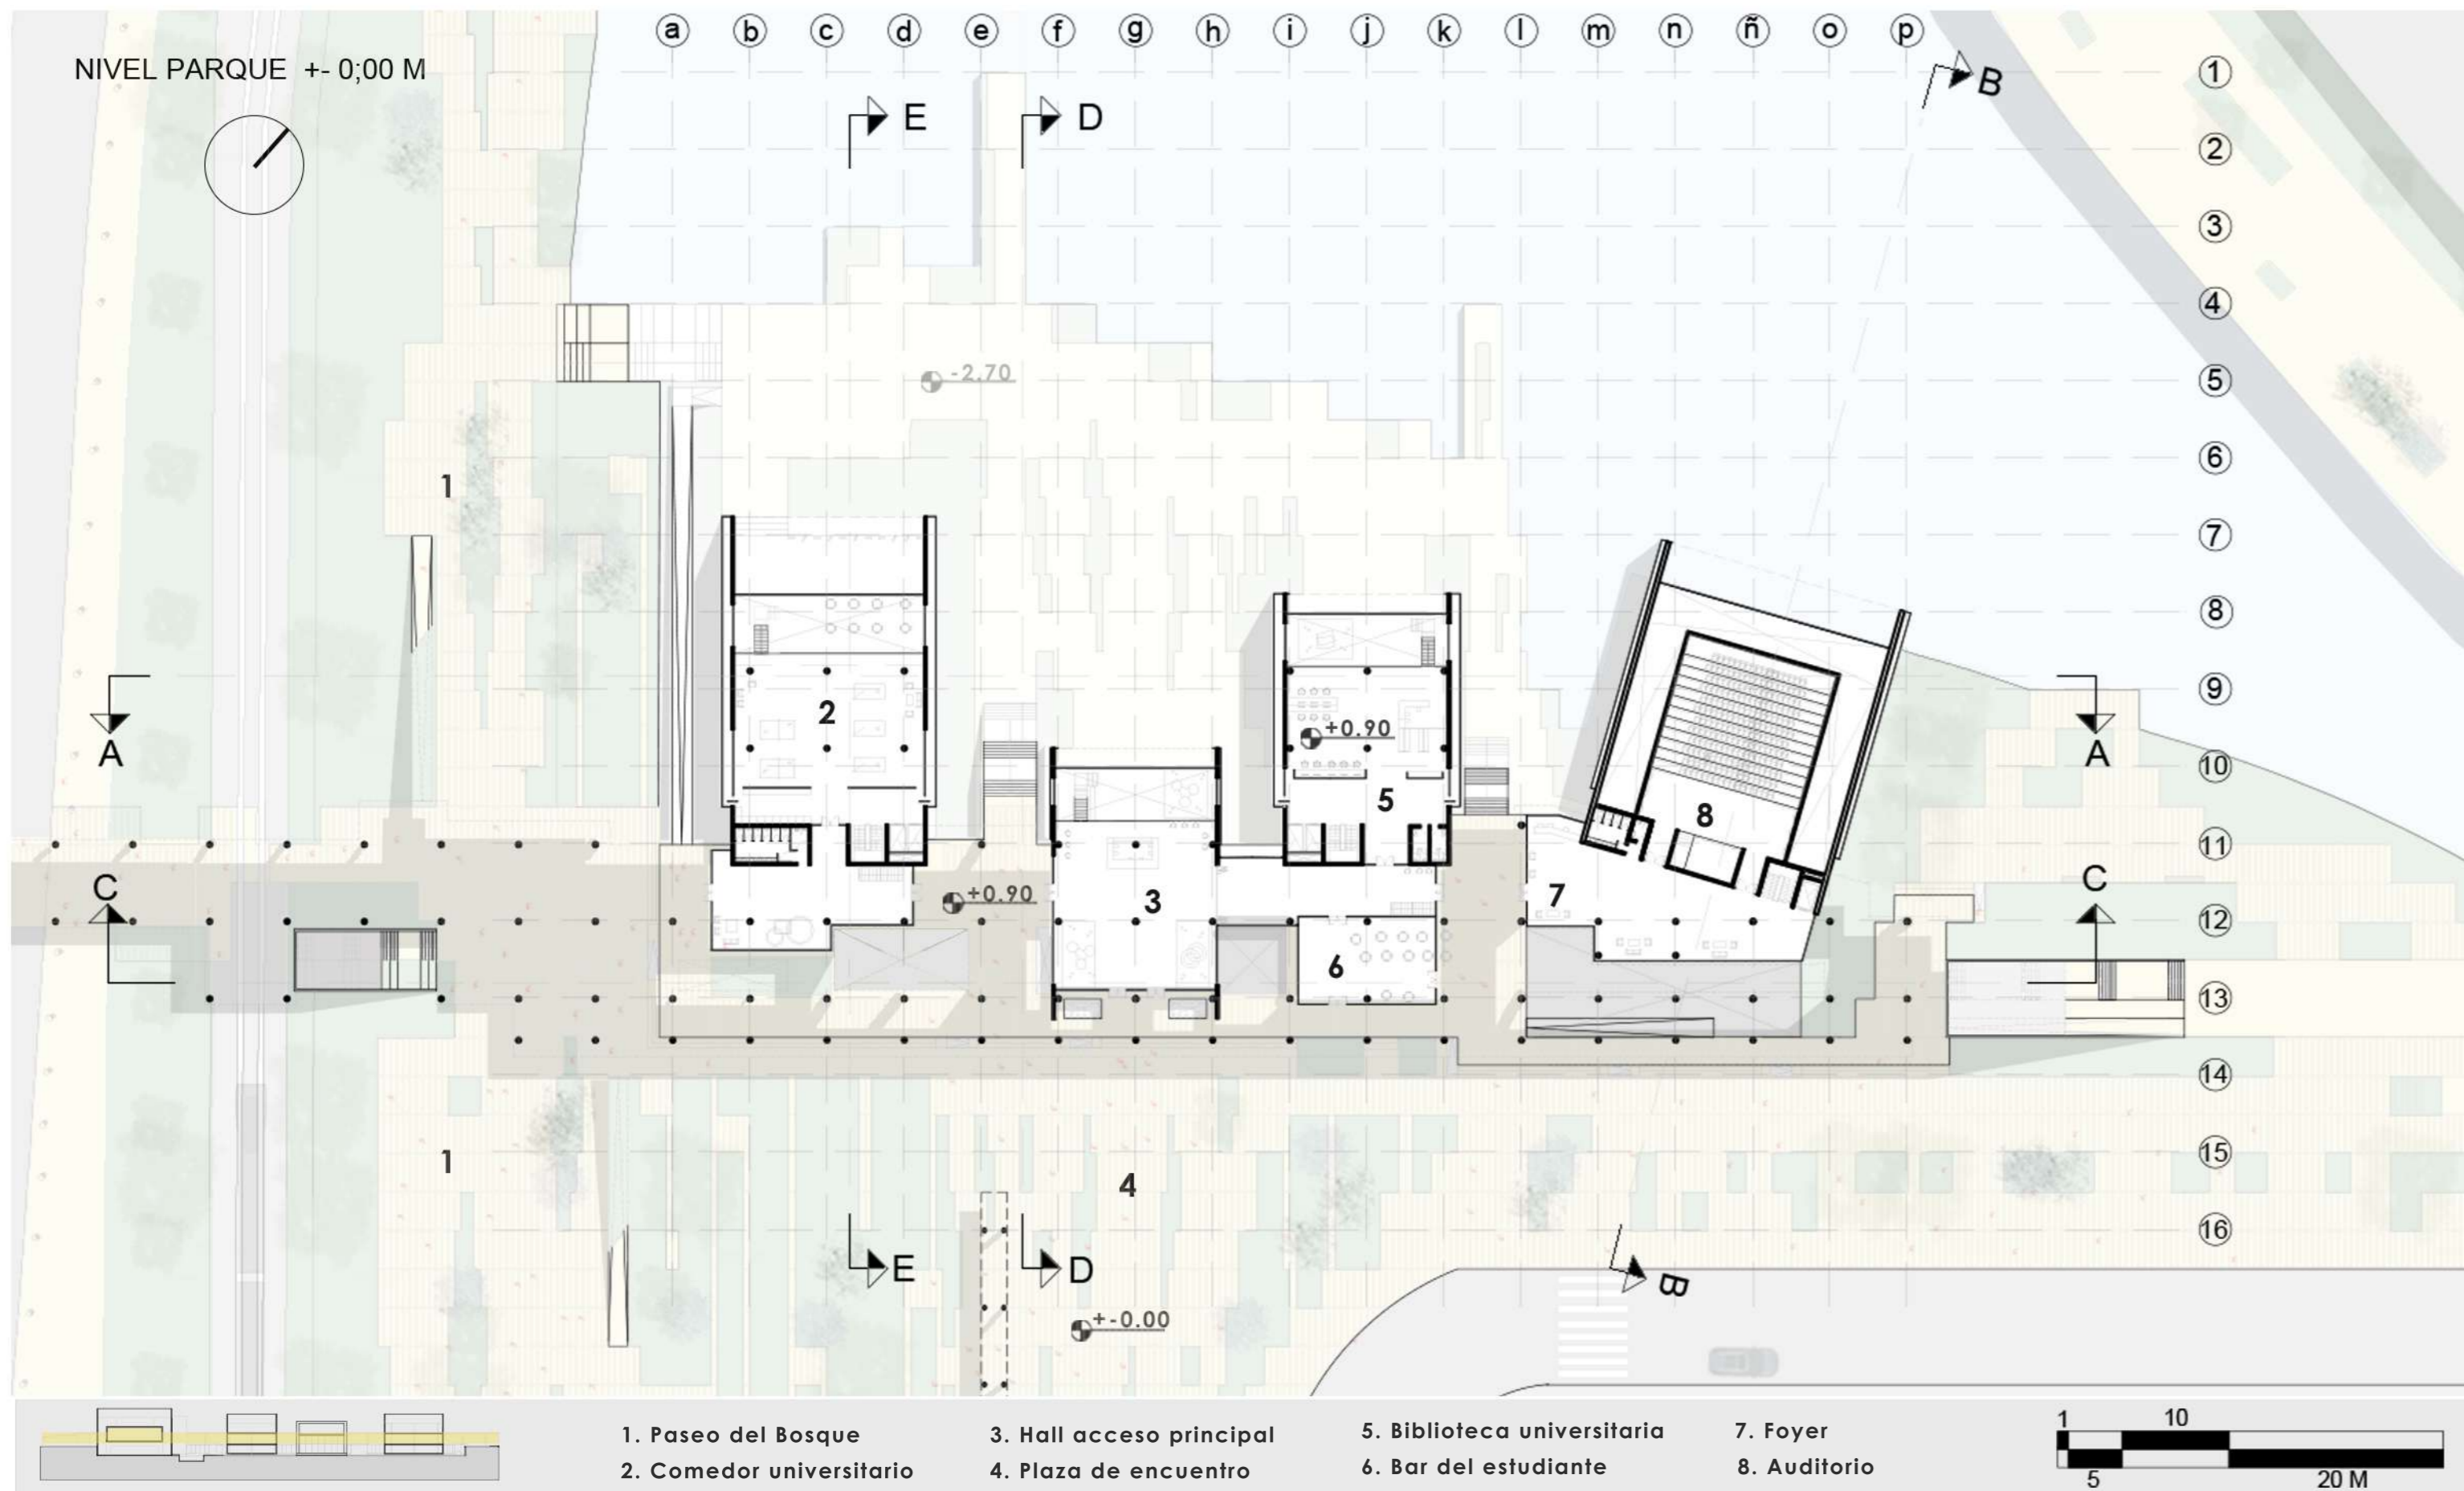 a b c d e f g h i j k l m n ñ o p
NIVEL PARQUE +- 0;00 M
1
B
E D
2
3
4
-2.70
5
6
1
7
8
9
2
+0.90
A A
10
5
8
11
C C
+0.90 3 7
12
6
13
14
15
1
4
16
E D B
+-0.00
1. Paseo del Bosque
2. Comedor universitario
3. Hall acceso principal
4. Plaza de encuentro
5. Biblioteca universitaria
6. Bar del estudiante
7. Foyer
8. Auditorio
1 10
5 20 M